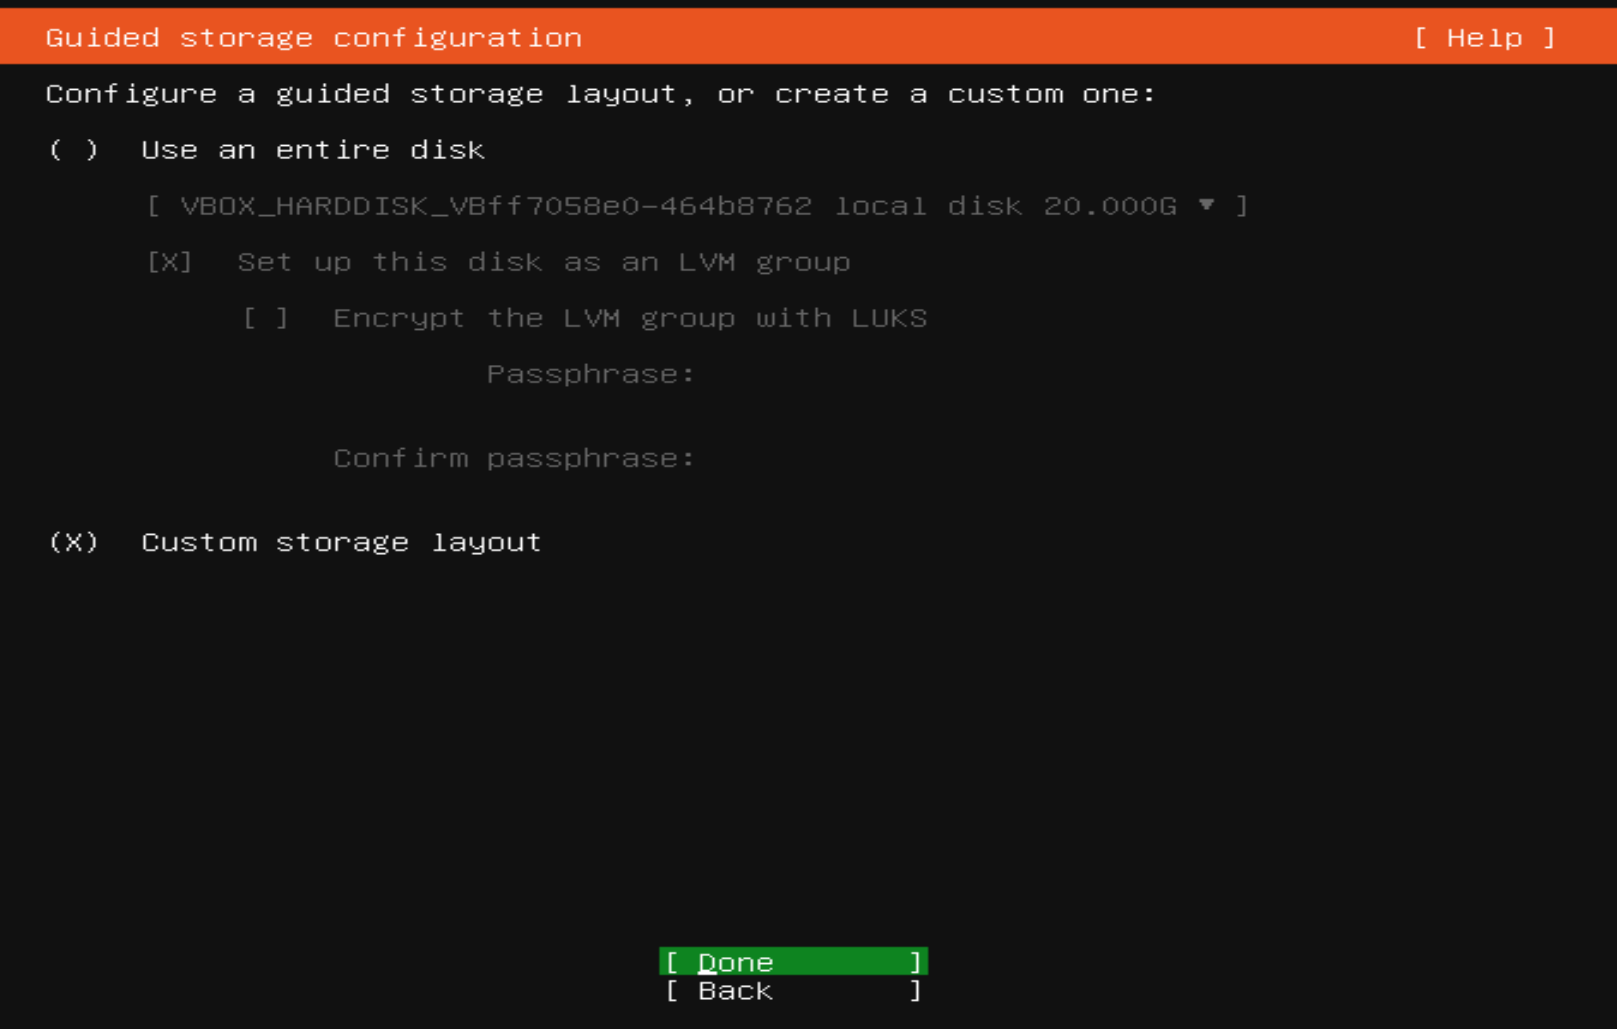 Guided storage configuration [ Help ]
Configure a guided storage layout, or create a custom one:
( ) Use an entire disk
[ VBOX_HARDDISK_VBff7058e0-464b8762 local disk 20.000G ▾ ]
[X] Set up this disk as an LVM group
[ ] Encrypt the LVM group with LUKS
Passphrase:
Confirm passphrase:
(X) Custom storage layout
[ Done ]
[ Back ]